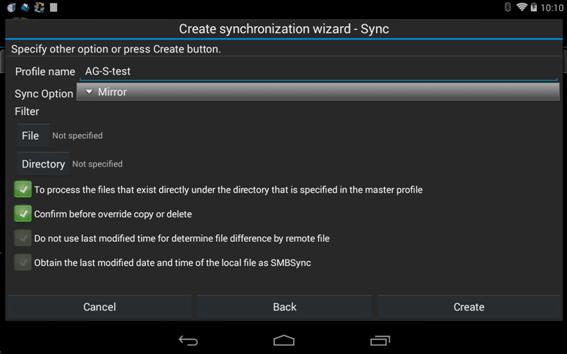 10:10
Create synchronization wizard - Sync
Specify other option or press Create button.
Profile name AG-S-test
Sync Option Mirror
Filter
File Not specified
Directory Not specified
To process the files that exist directly under the directory that is specified in the master profile
Confirm before override copy or delete
Do not use last modified time for determine file difference by remote file
Obtain the last modified date and time of the local file as SMBSync
Cancel Back Create